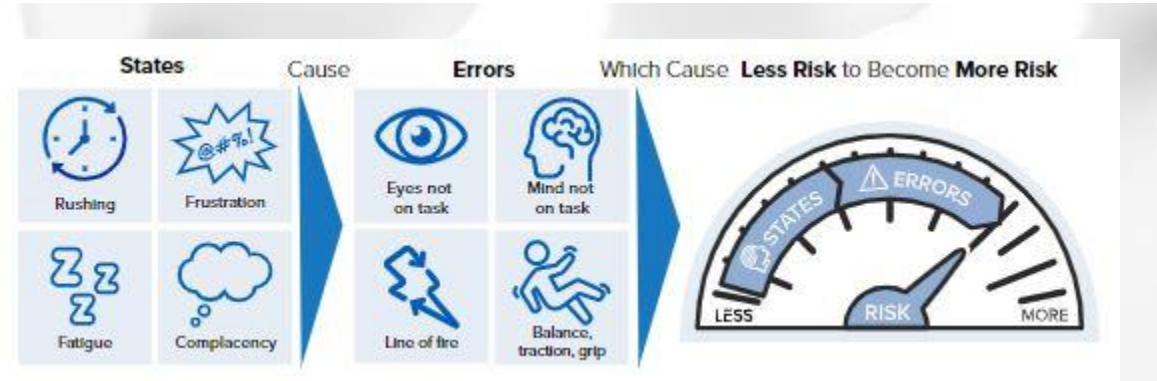 States Cause Errors Which Cause Less Risk to Become More Risk
@#%!
Rushing
Frustration
Eyes not
on task
Mind not
on task
Z Z Z
Fatigue
Complacency
Line of fire
Balance,
traction, grip
STATES
ERRORS
LESS
RISK
MORE